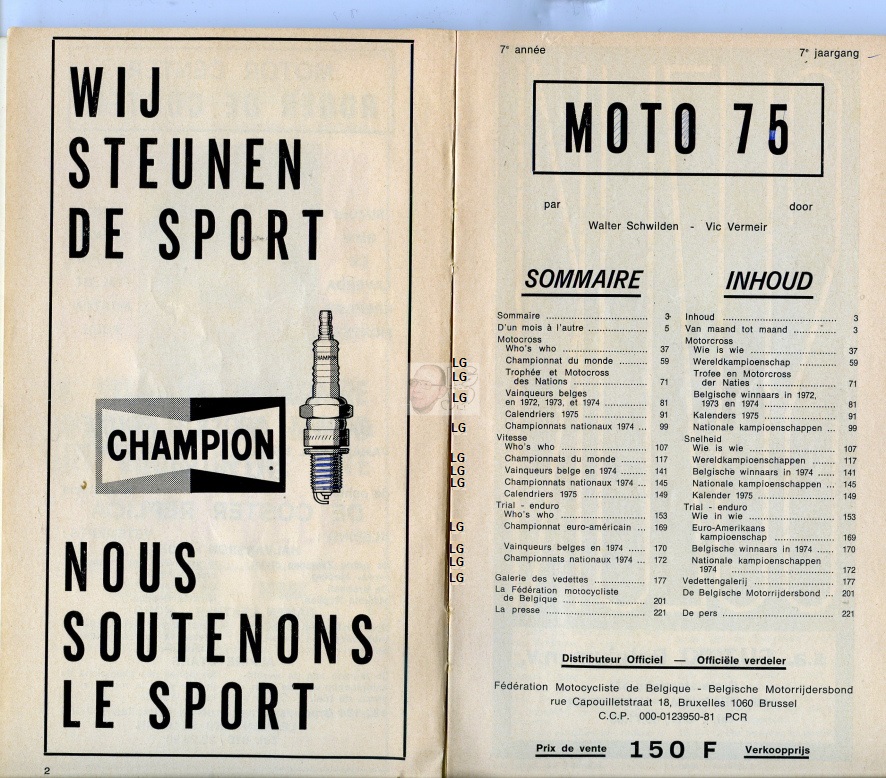 WIJ
STEUNEN
DE SPORT
CHAMPION
CHAMPION
NOUS
SOUTENONS
LE SPORT
2
7e année
7e jaargang
MOTO 75
par
door
Walter Schwilden - Vic Vermeir
SOMMAIRE
Sommaire ........ 3
D'un mois à l'autre ........ 5
Motocross
Who's who ........ 37
LG Championnat du monde ........ 59
LG Trophée et Motocross
des Nations ........ 71
LG Vainqueurs belges
en 1972, 1973, et 1974 ........ 81
Calendriers 1975 ........ 91
LG Championnats nationaux 1974 ... 99
Vitesse
Who's who ........ 107
LG Championnats du monde ........ 117
LG Vainqueurs belge en 1974 ........ 141
LG Championnats nationaux 1974 ... 145
Calendriers 1975 ........ 149
Trial - enduro
Who's who ........ 153
LG Championnat euro-américain ... 169
LG Vainqueurs belges en 1974 ........ 170
LG Championnats nationaux 1974 ... 172
LG Galerie des vedettes ........ 177
La Fédération motocycliste
de Belgique ........ 201
La presse ........ 221
INHOUD
Inhoud ........ 3
Van maand tot maand ........ 3
Motorcross
Wie is wie ........ 37
Wereldkampioenschap ........ 59
Trofee en Motorcross
der Naties ........ 71
Belgische winnaars in 1972,
1973 en 1974 ........ 81
Kalenders 1975 ........ 91
Nationale kampioenschappen ... 99
Snelheid
Wie is wie ........ 107
Wereldkampioenschappen ........ 117
Belgische winnaars in 1974 ........ 141
Nationale kampioenschappen ... 145
Kalender 1975 ........ 149
Trial - enduro
Wie in wie ........ 153
Euro-Amerikaans
kampioenschap ........ 169
Belgische winnaars in 1974 ...... 170
Nationale kampioenschappen
1974 ........ 172
Vedettengalerij ........ 177
De Belgische Motorrijdersbond ... 201
De pers ........ 221
Distributeur Officiel — Officiële verdeler
Fédération Motocycliste de Belgique - Belgische Motorrijdersbond
rue Capouilletstraat 18, Bruxelles 1060 Brussel
C.C.P. 000-0123950-81 PCR
Prix de vente 150 F Verkoopprijs